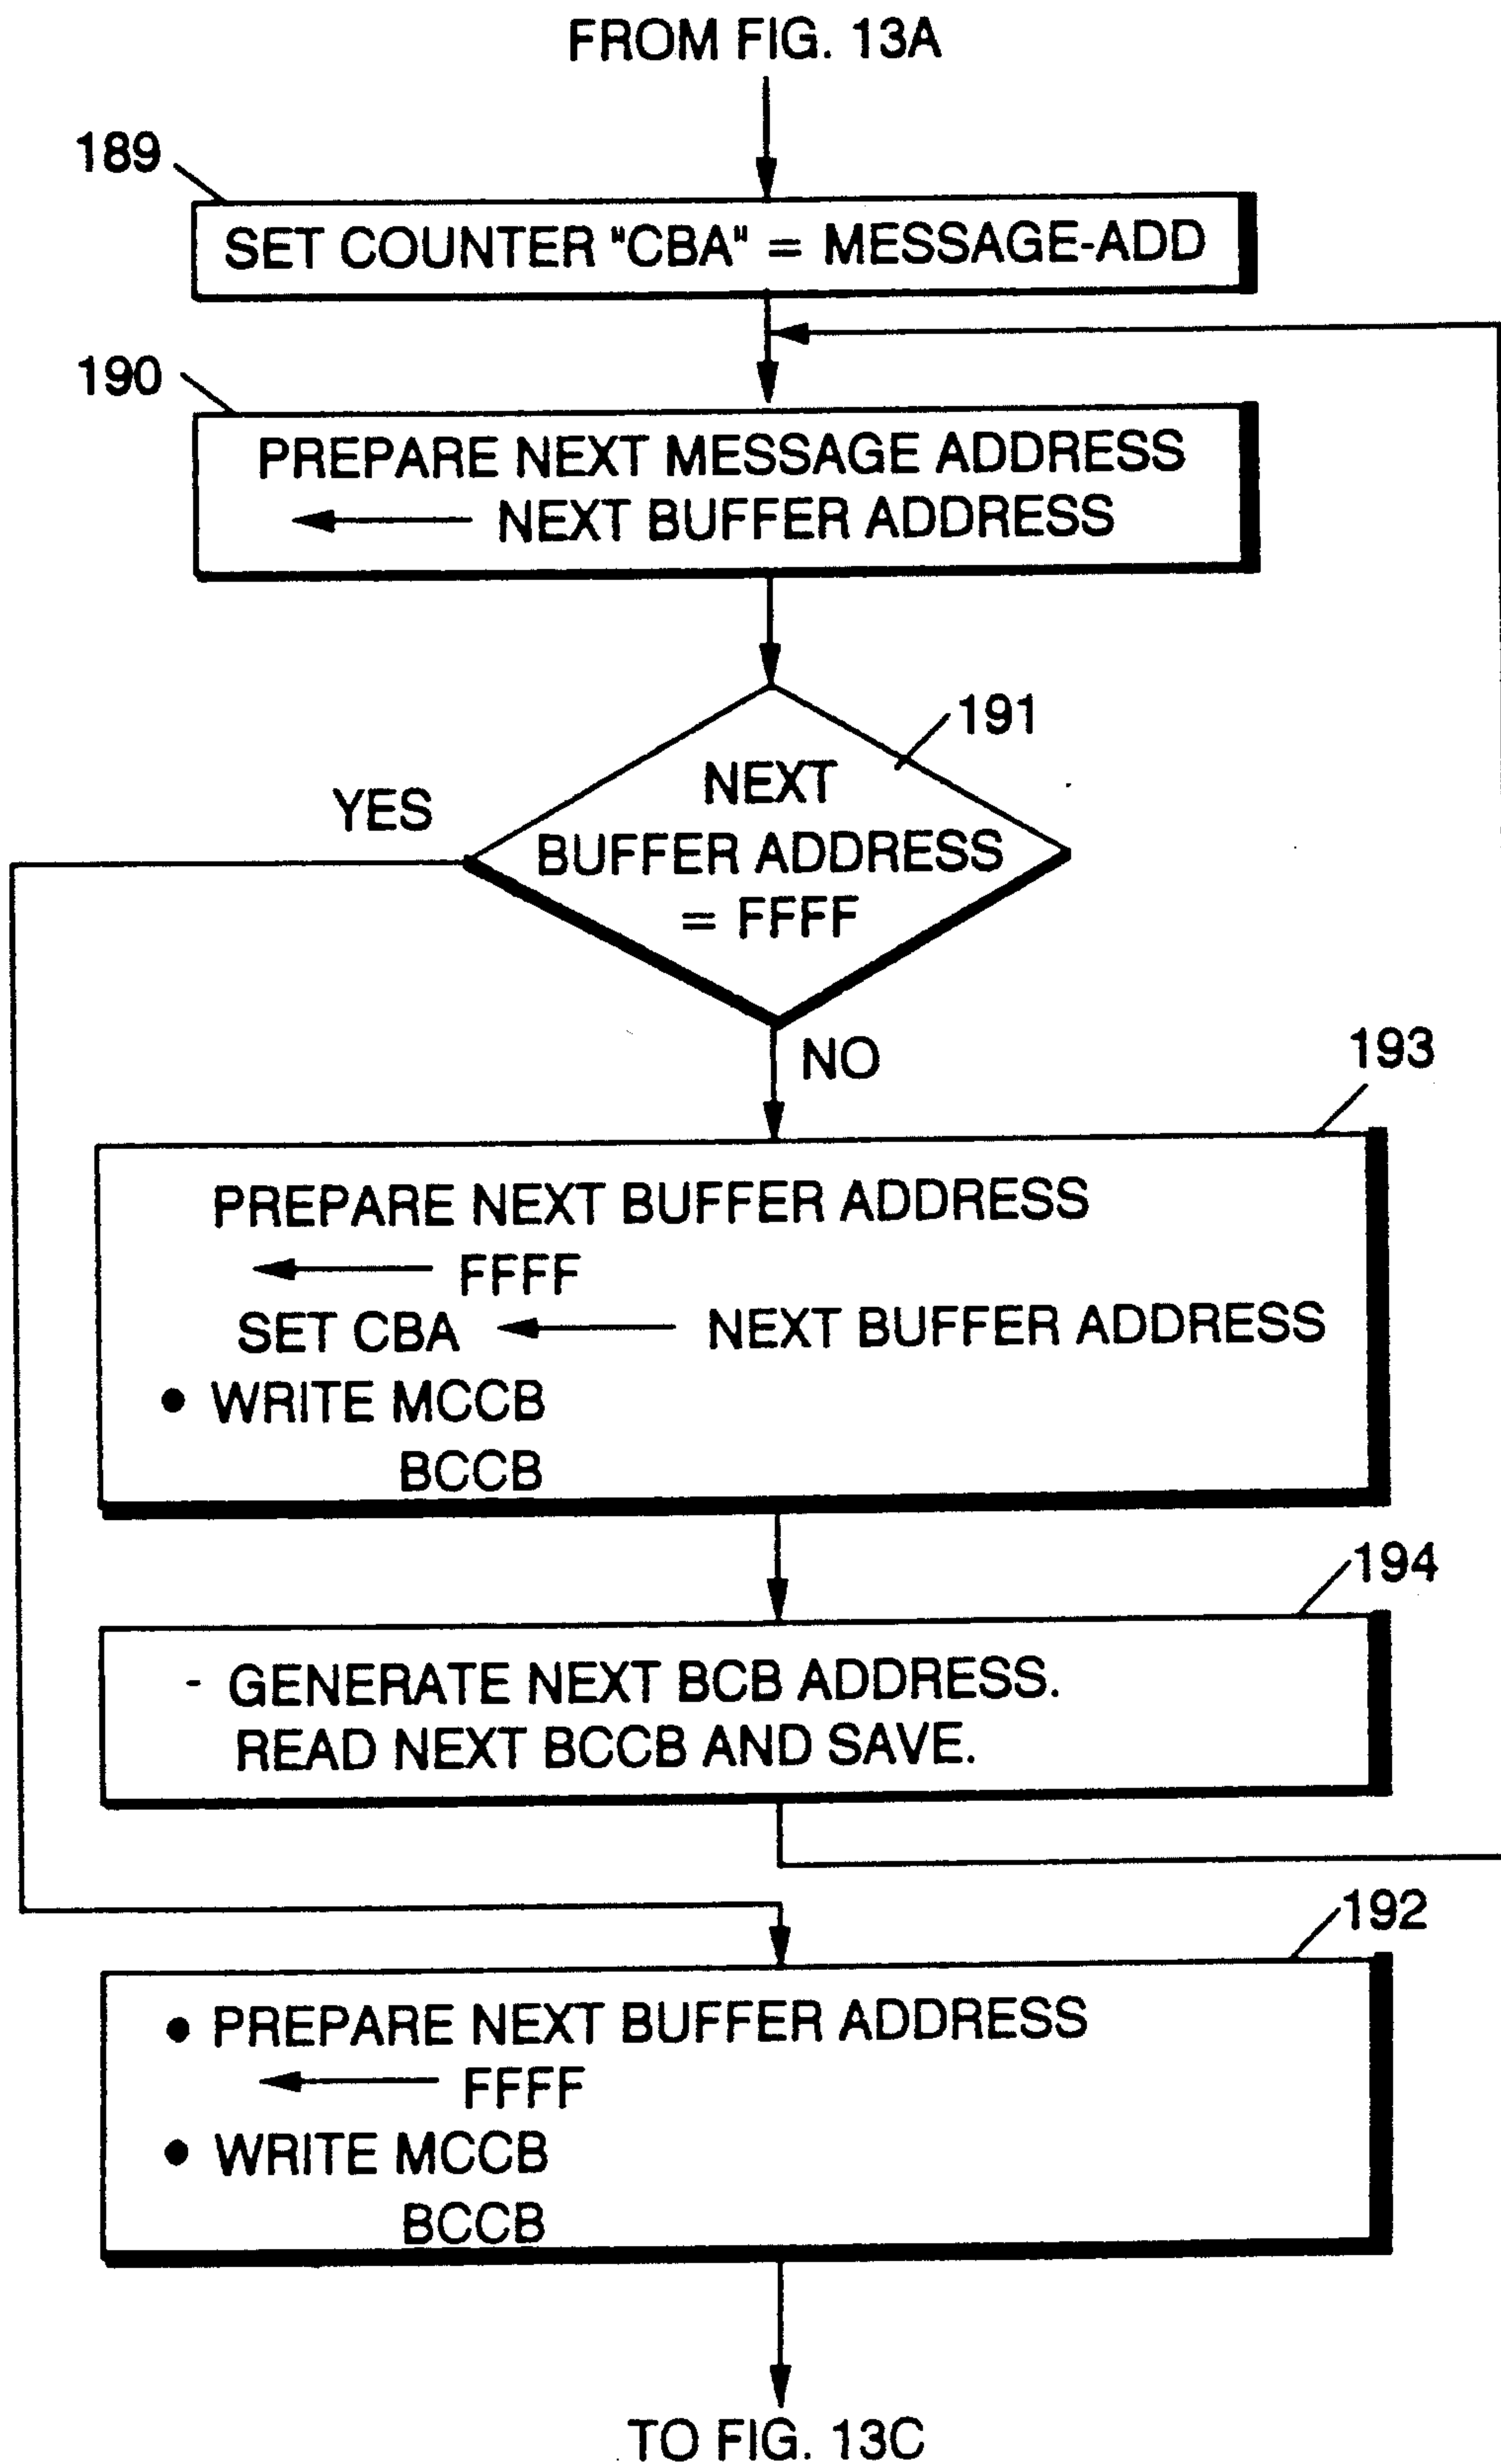 FROM FIG. 13A
189
SET COUNTER "CBA" = MESSAGE-ADD
190
PREPARE NEXT MESSAGE ADDRESS
← NEXT BUFFER ADDRESS
191
NEXT
BUFFER ADDRESS
= FFFF
YES
NO
193
PREPARE NEXT BUFFER ADDRESS
← FFFF
SET CBA ← NEXT BUFFER ADDRESS
• WRITE MCCB
BCCB
194
- GENERATE NEXT BCB ADDRESS.
READ NEXT BCCB AND SAVE.
192
• PREPARE NEXT BUFFER ADDRESS
← FFFF
• WRITE MCCB
BCCB
TO FIG. 13C